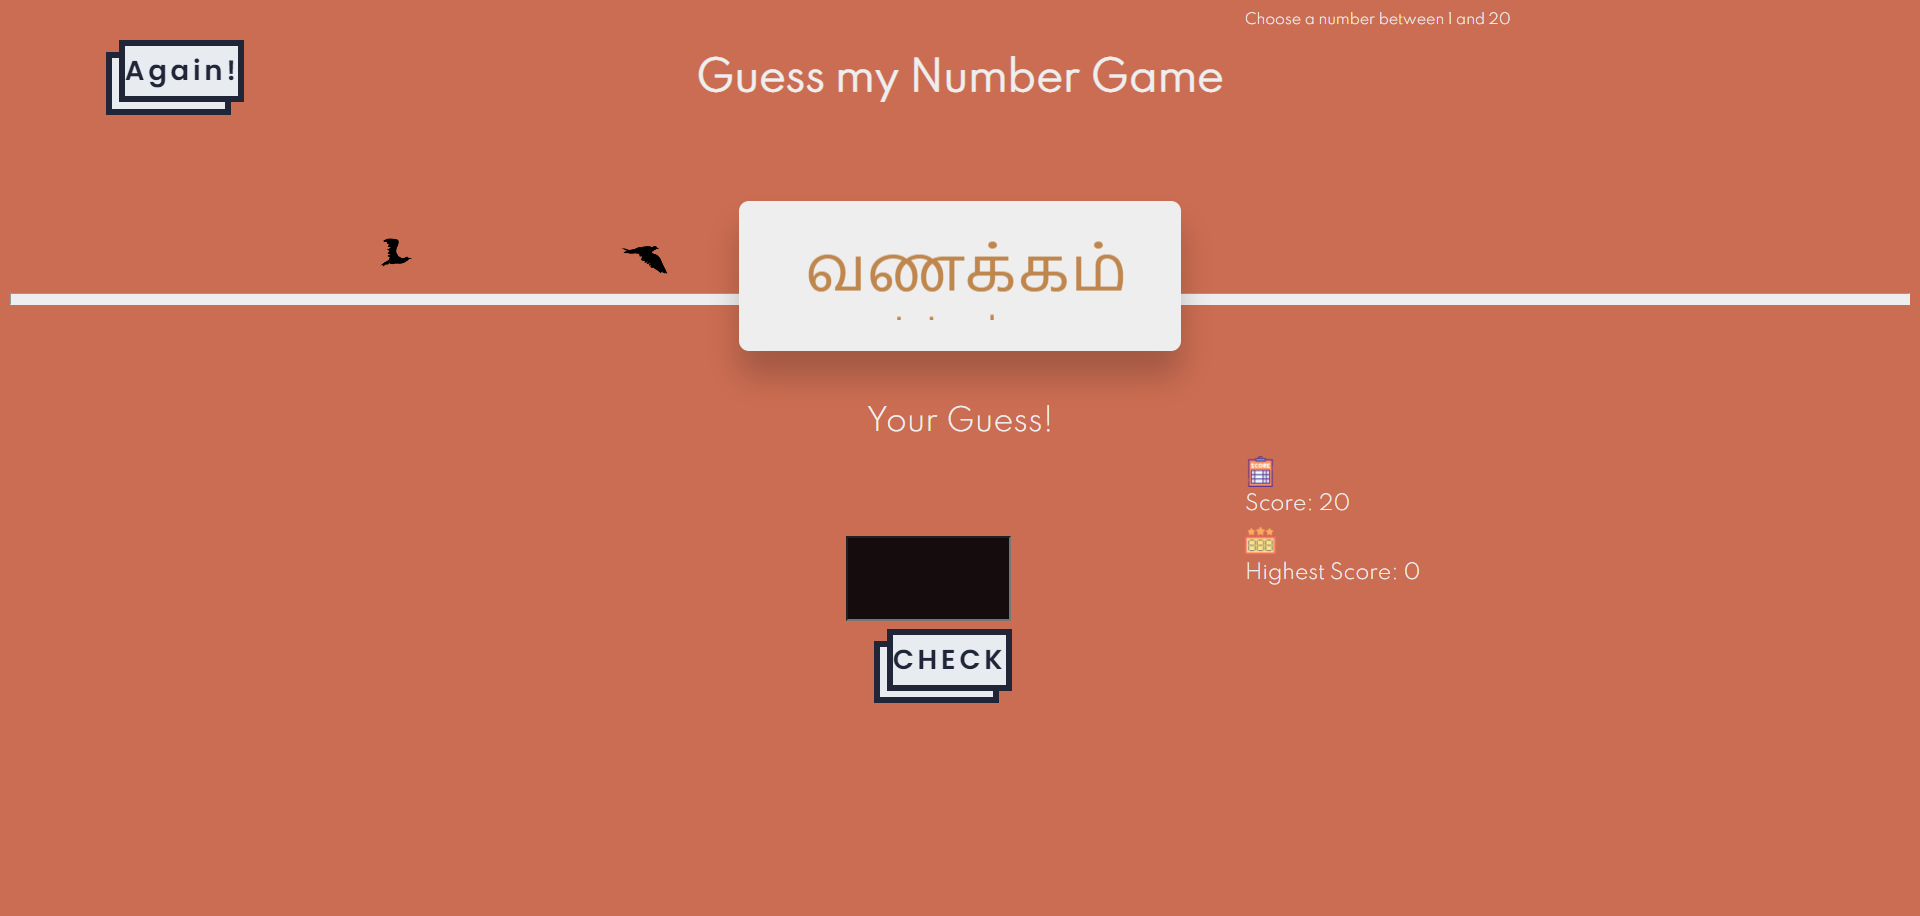 Choose a number between 1 and 20
Again!
Guess my Number Game
வணக்கம்
Your Guess!
SCORE
Score: 20
Highest Score: 0
CHECK